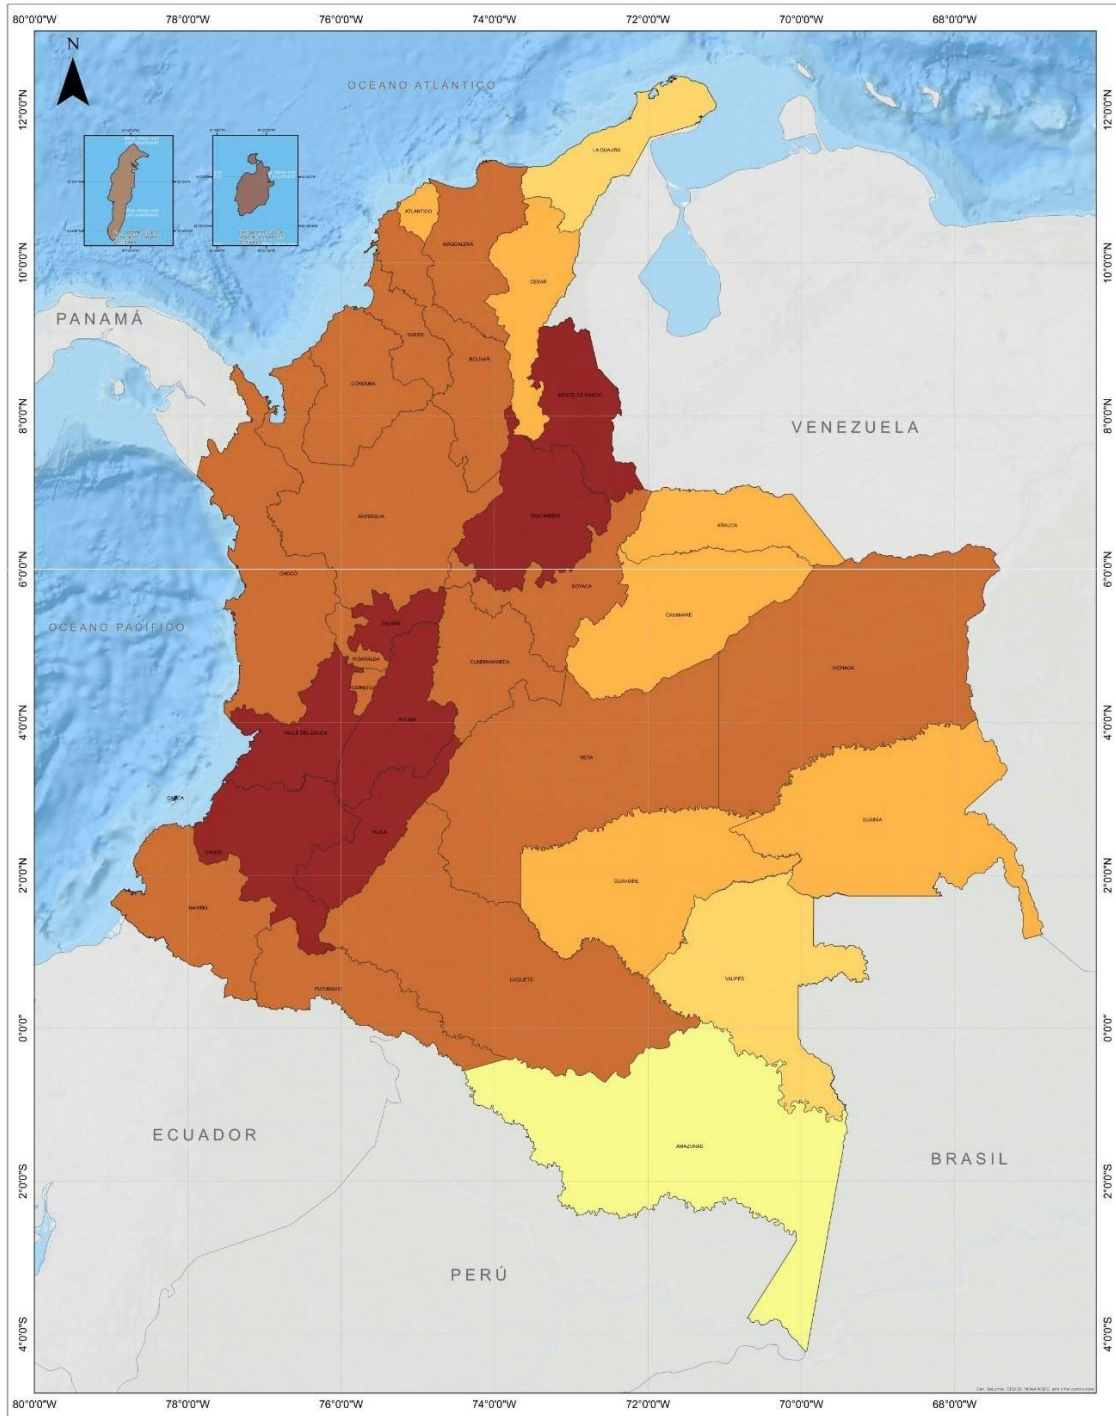 80°0'0"W 78°0'0"W 76°0'0"W 74°0'0"W 72°0'0"W 70°0'0"W 68°0'0"W
N
OCÉANO ATLÁNTICO
12°0'0"N 12°0'0"N
LA GUAJIRA
ATLÁNTICO
MAGDALENA
10°0'0"N 10°0'0"N
CESAR
PANAMÁ
SUCRE
BOLÍVAR
CÓRDOBA
NORTE DE SANTANDER
8°0'0"N 8°0'0"N
VENEZUELA
ANTIOQUIA
SANTANDER
ARAUCA
6°0'0"N 6°0'0"N
CHOCÓ
BOYACÁ
CASANARE
OCÉANO PACÍFICO
CALDAS
RISARALDA
CUNDINAMARCA
VICHADA
QUINDÍO
TOLIMA
4°0'0"N 4°0'0"N
VALLE DEL CAUCA
META
CAUCA
GUAINÍA
HUILA
CAUCA
2°0'0"N 2°0'0"N
GUAVIARE
NARIÑO
CAQUETÁ
VAUPÉS
PUTUMAYO
0°0'0" 0°0'0"
ECUADOR
AMAZONAS
BRASIL
2°0'0"S 2°0'0"S
PERÚ
4°0'0"S 4°0'0"S
80°0'0"W 78°0'0"W 76°0'0"W 74°0'0"W 72°0'0"W 70°0'0"W 68°0'0"W